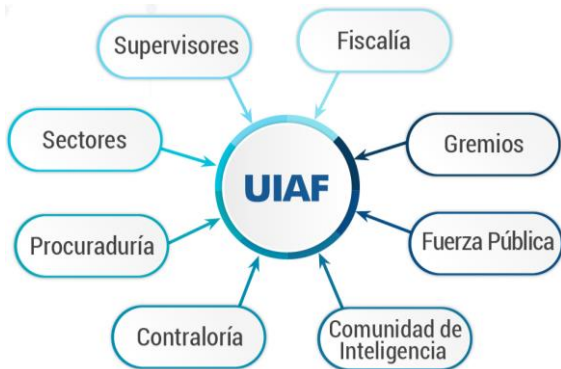 Supervisores
Fiscalía
Sectores
Gremios
UIAF
Procuraduría
Fuerza Pública
Contraloría
Comunidad de
Inteligencia